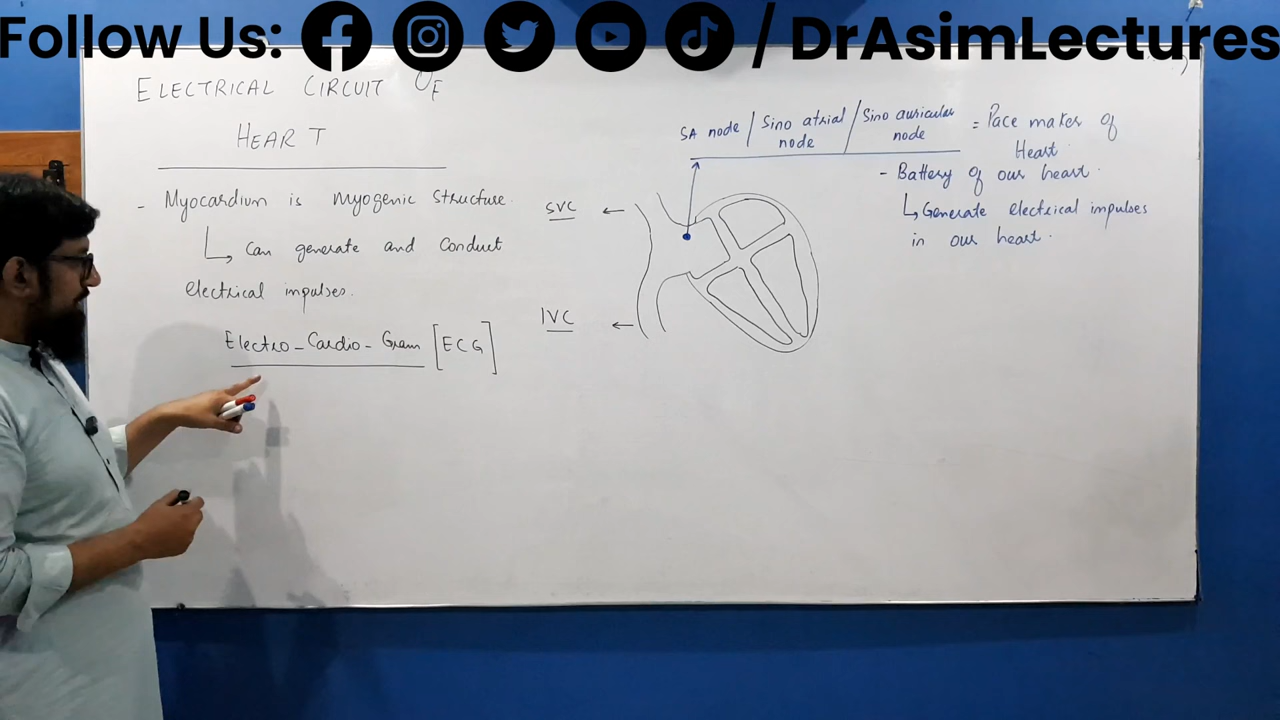 Follow Us: / DrAsimLectures
ELECTRICAL CIRCUIT OF
HEART
- Myocardium is myogenic structure.
↳ Can generate and conduct
electrical impulses.
Electro-Cardio-Gram [ECG]
SVC ←
IVC ←
SA node / Sino atrial node / Sino auricular node = Pace maker of
Heart
- Battery of our heart.
↳ Generate electrical impulses
in our heart.